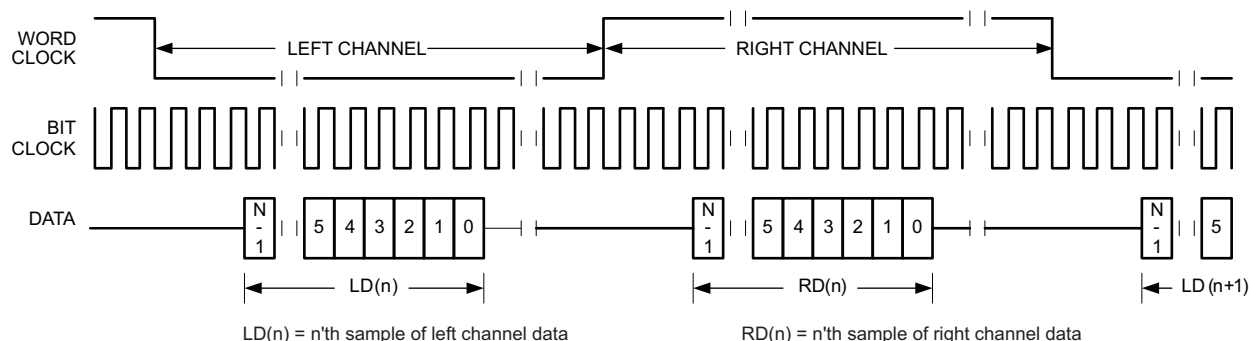 WORD
CLOCK
LEFT CHANNEL
RIGHT CHANNEL
BIT
CLOCK
DATA
N
-
1
5 4 3 2 1 0
N
-
1
5 4 3 2 1 0
N
-
1
5
LD(n)
RD(n)
LD (n+1)
LD(n) = n'th sample of left channel data
RD(n) = n'th sample of right channel data